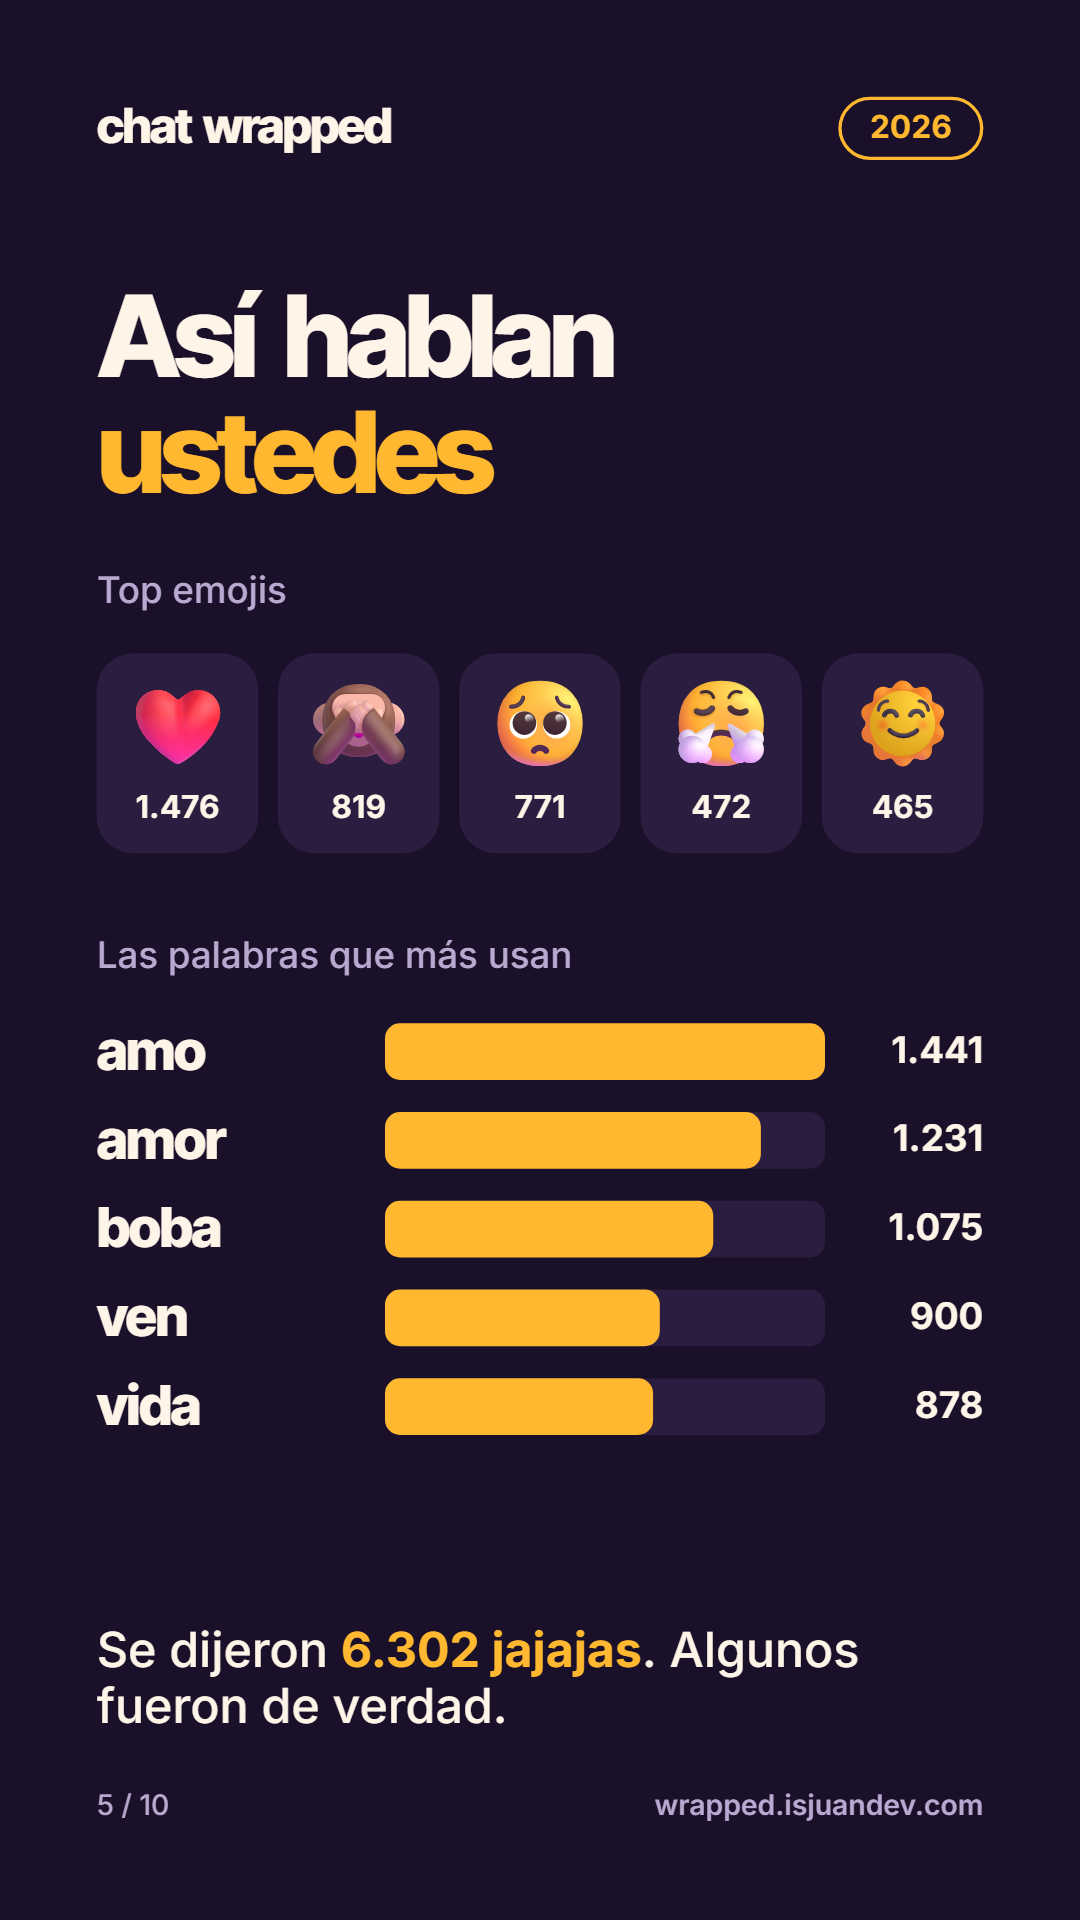 chat wrapped
2026
Así hablan
ustedes
Top emojis
1.476
819
771
472
465
Las palabras que más usan
amo 1.441
amor 1.231
boba 1.075
ven 900
vida 878
Se dijeron 6.302 jajajas. Algunos
fueron de verdad.
5 / 10
wrapped.isjuandev.com